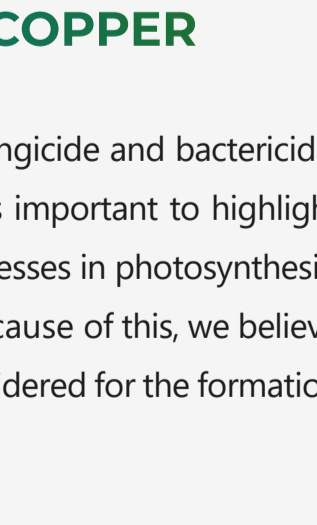 COPPER
ngicide and bactericid
s important to highligh
esses in photosynthesi
cause of this, we believ
idered for the formatio